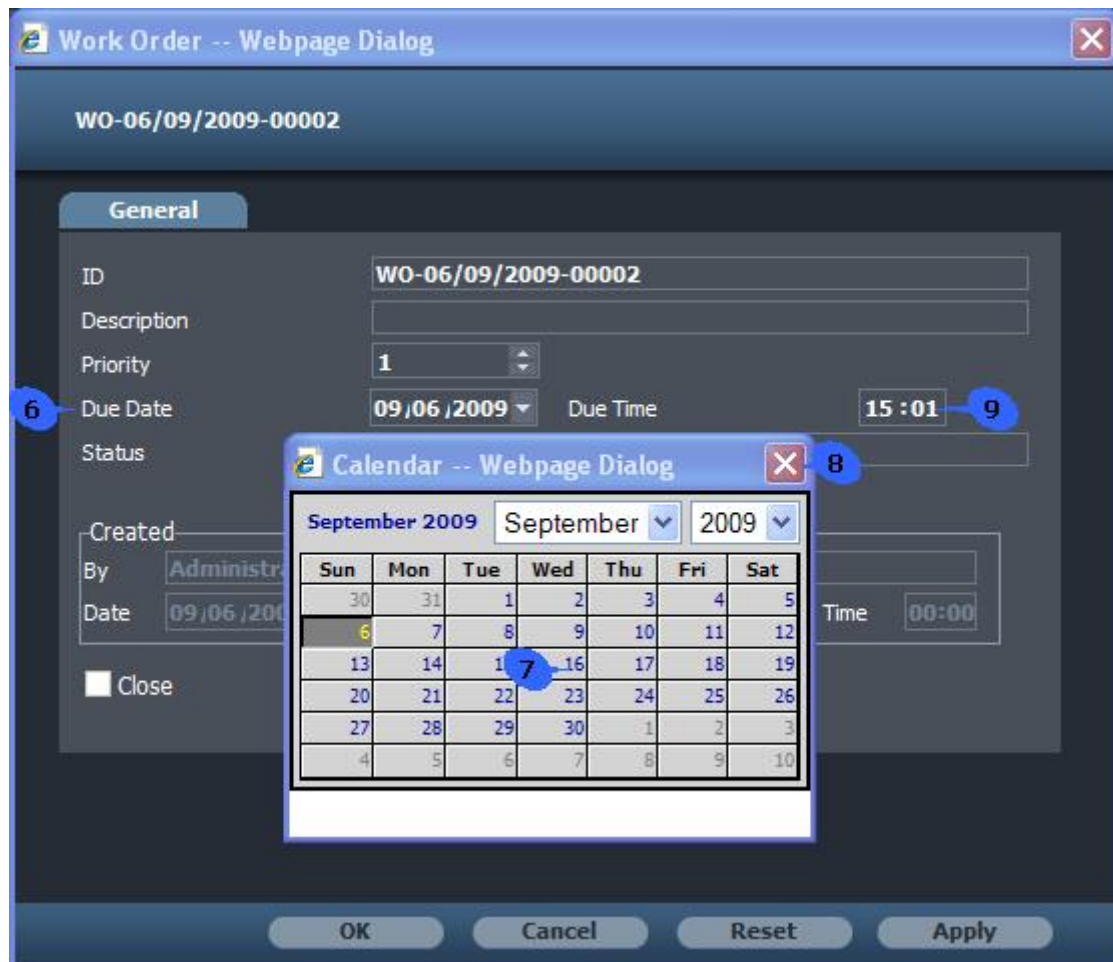 Work Order -- Webpage Dialog
WO-06/09/2009-00002
General
ID WO-06/09/2009-00002
Description
Priority 1
6 Due Date 09/06/2009 Due Time 15:01 9
Status
Calendar -- Webpage Dialog 8
September 2009 September 2009
Sun Mon Tue Wed Thu Fri Sat
30 31 1 2 3 4 5
6 7 8 9 10 11 12
13 14 7 16 17 18 19
20 21 22 23 24 25 26
27 28 29 30 1 2 3
4 5 6 7 8 9 10
Created
By
Date 09/06/200 Time 00:00
Close
OK Cancel Reset Apply